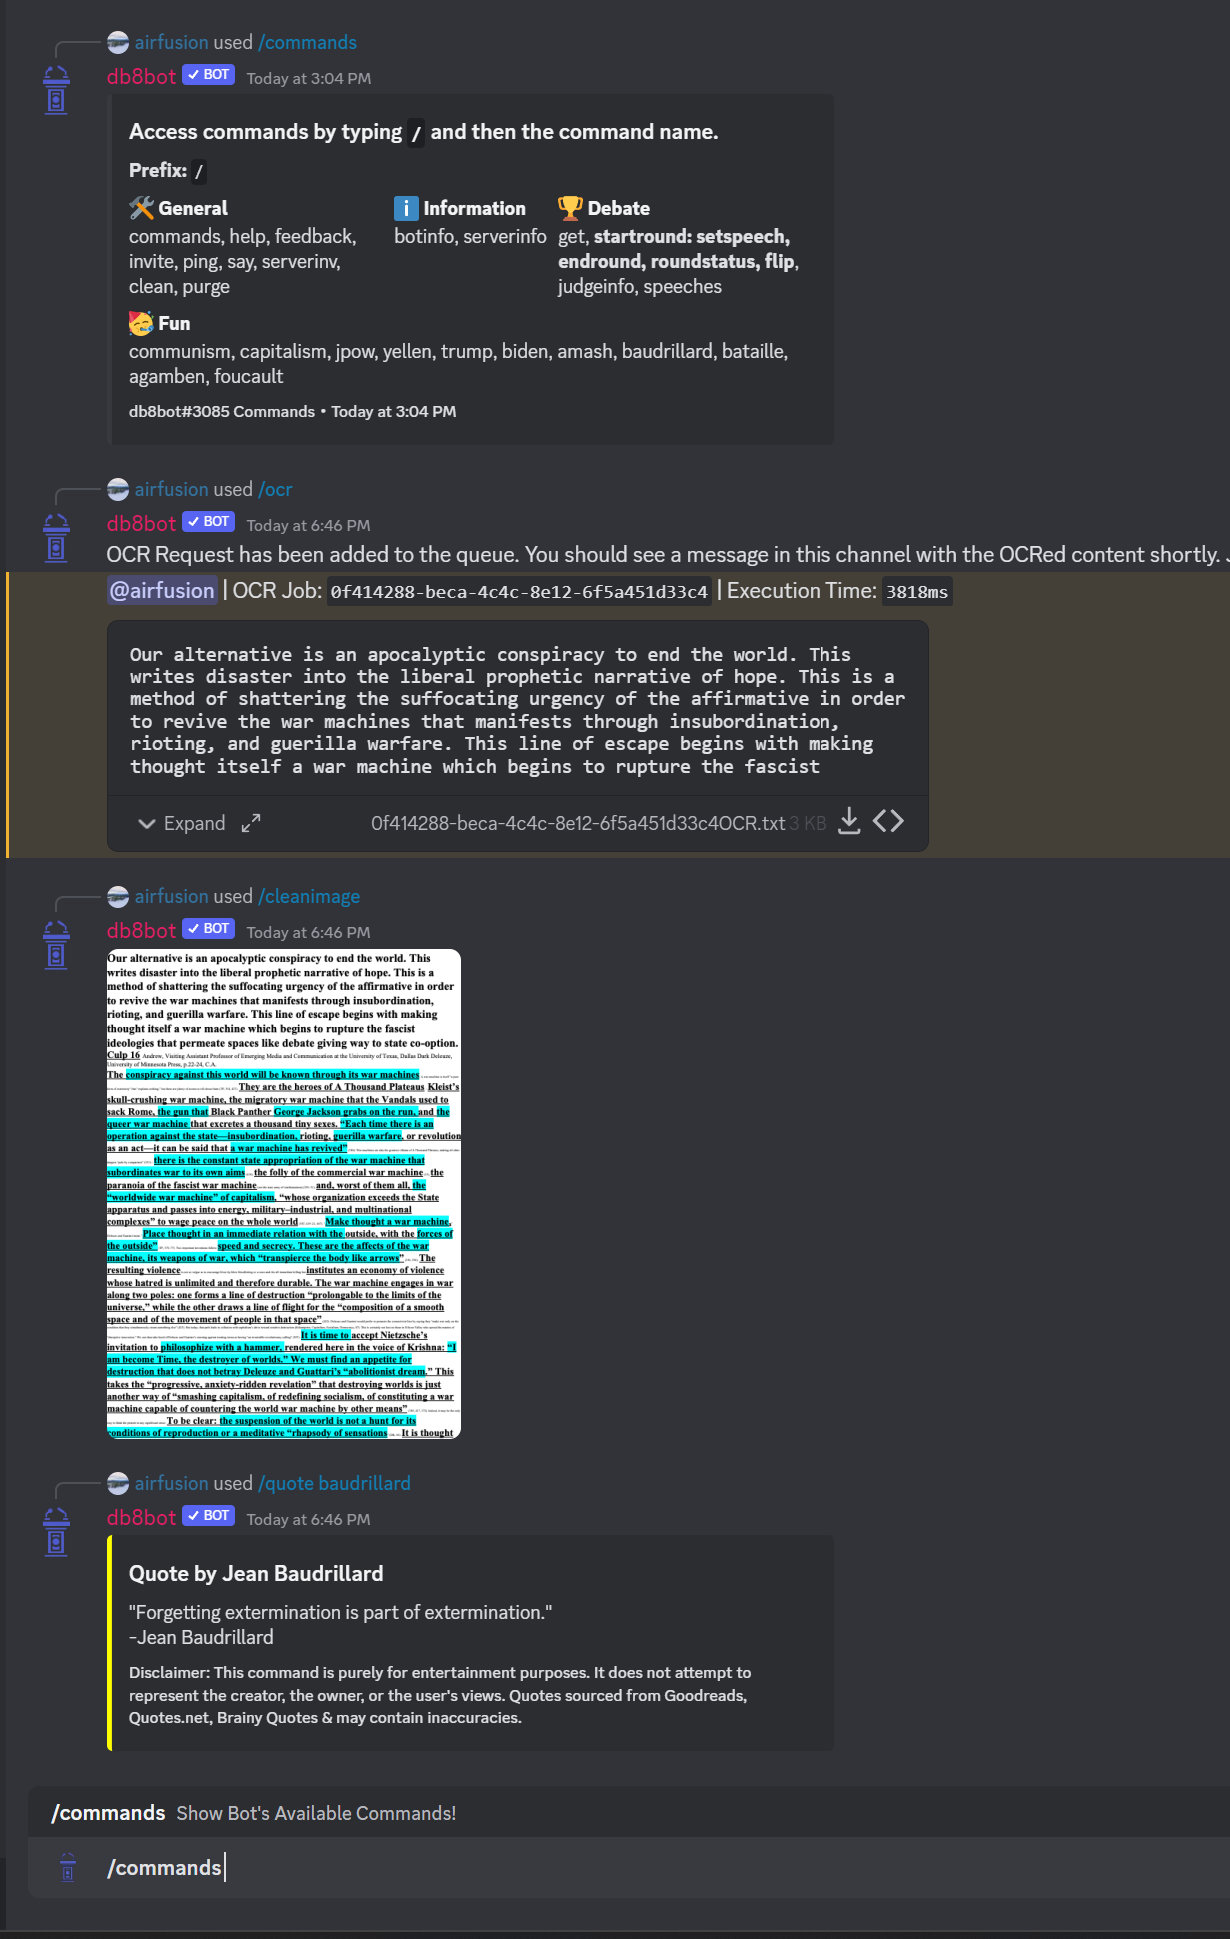 airfusion used /commands
db8bot ✓ BOT Today at 3:04 PM
Access commands by typing / and then the command name.
Prefix: /
🛠️ General
commands, help, feedback,
invite, ping, say, serverinv,
clean, purge
ℹ️ Information
botinfo, serverinfo
🏆 Debate
get, startround: setspeech,
endround, roundstatus, flip,
judgeinfo, speeches
🥳 Fun
communism, capitalism, jpow, yellen, trump, biden, amash, baudrillard, bataille,
agamben, foucault
db8bot#3085 Commands • Today at 3:04 PM
airfusion used /ocr
db8bot ✓ BOT Today at 6:46 PM
OCR Request has been added to the queue. You should see a message in this channel with the OCRed content shortly.
@airfusion | OCR Job: 0f414288-beca-4c4c-8e12-6f5a451d33c4 | Execution Time: 3818ms
Our alternative is an apocalyptic conspiracy to end the world. This
writes disaster into the liberal prophetic narrative of hope. This is a
method of shattering the suffocating urgency of the affirmative in order
to revive the war machines that manifests through insubordination,
rioting, and guerilla warfare. This line of escape begins with making
thought itself a war machine which begins to rupture the fascist
Expand 0f414288-beca-4c4c-8e12-6f5a451d33c4OCR.txt 3 KB
airfusion used /cleanimage
db8bot ✓ BOT Today at 6:46 PM
Our alternative is an apocalyptic conspiracy to end the world. This
writes disaster into the liberal prophetic narrative of hope. This is a
method of shattering the suffocating urgency of the affirmative in order
to revive the war machines that manifests through insubordination,
rioting, and guerilla warfare. This line of escape begins with making
thought itself a war machine which begins to rupture the fascist
ideologies that permeate spaces like debate giving way to state co-option.
Culp 16 Andrew, Visiting Assistant Professor of Emerging Media and Communication at the University of Texas, Dallas Dark Deleuze,
University of Minnesota Press, p.22-24, C.A.
The conspiracy against this world will be known through its war machines
They are the heroes of A Thousand Plateaus Kleist's
skull-crushing war machine, the migratory war machine that the Vandals used to
sack Rome, the gun that Black Panther George Jackson grabs on the run, and the
queer war machine that excretes a thousand tiny sexes. “Each time there is an
operation against the state—insubordination, rioting, guerilla warfare, or revolution
as an act—it can be said that a war machine has revived”
there is the constant state appropriation of the war machine that
subordinates war to its own aims the folly of the commercial war machine the
paranoia of the fascist war machine and, worst of them all, the
“worldwide war machine” of capitalism, “whose organization exceeds the State
apparatus and passes into energy, military–industrial, and multinational
complexes” to wage peace on the whole world Make thought a war machine,
Place thought in an immediate relation with the outside, with the forces of
the outside” speed and secrecy. These are the affects of the war
machine, its weapons of war, which “transpierce the body like arrows” The
resulting violence institutes an economy of violence
whose hatred is unlimited and therefore durable. The war machine engages in war
along two poles: one forms a line of destruction “prolongable to the limits of the
universe,” while the other draws a line of flight for the “composition of a smooth
space and of the movement of people in that space”
It is time to accept Nietzsche's
invitation to philosophize with a hammer, rendered here in the voice of Krishna: “I
am become Time, the destroyer of worlds.” We must find an appetite for
destruction that does not betray Deleuze and Guattari's “abolitionist dream.” This
takes the “progressive, anxiety-ridden revelation” that destroying worlds is just
another way of “smashing capitalism, of redefining socialism, of constituting a war
machine capable of countering the world war machine by other means”
To be clear: the suspension of the world is not a hunt for its
conditions of reproduction or a meditative “rhapsody of sensations It is thought
airfusion used /quote baudrillard
db8bot ✓ BOT Today at 6:46 PM
Quote by Jean Baudrillard
"Forgetting extermination is part of extermination."
-Jean Baudrillard
Disclaimer: This command is purely for entertainment purposes. It does not attempt to
represent the creator, the owner, or the user's views. Quotes sourced from Goodreads,
Quotes.net, Brainy Quotes & may contain inaccuracies.
/commands Show Bot's Available Commands!
/commands